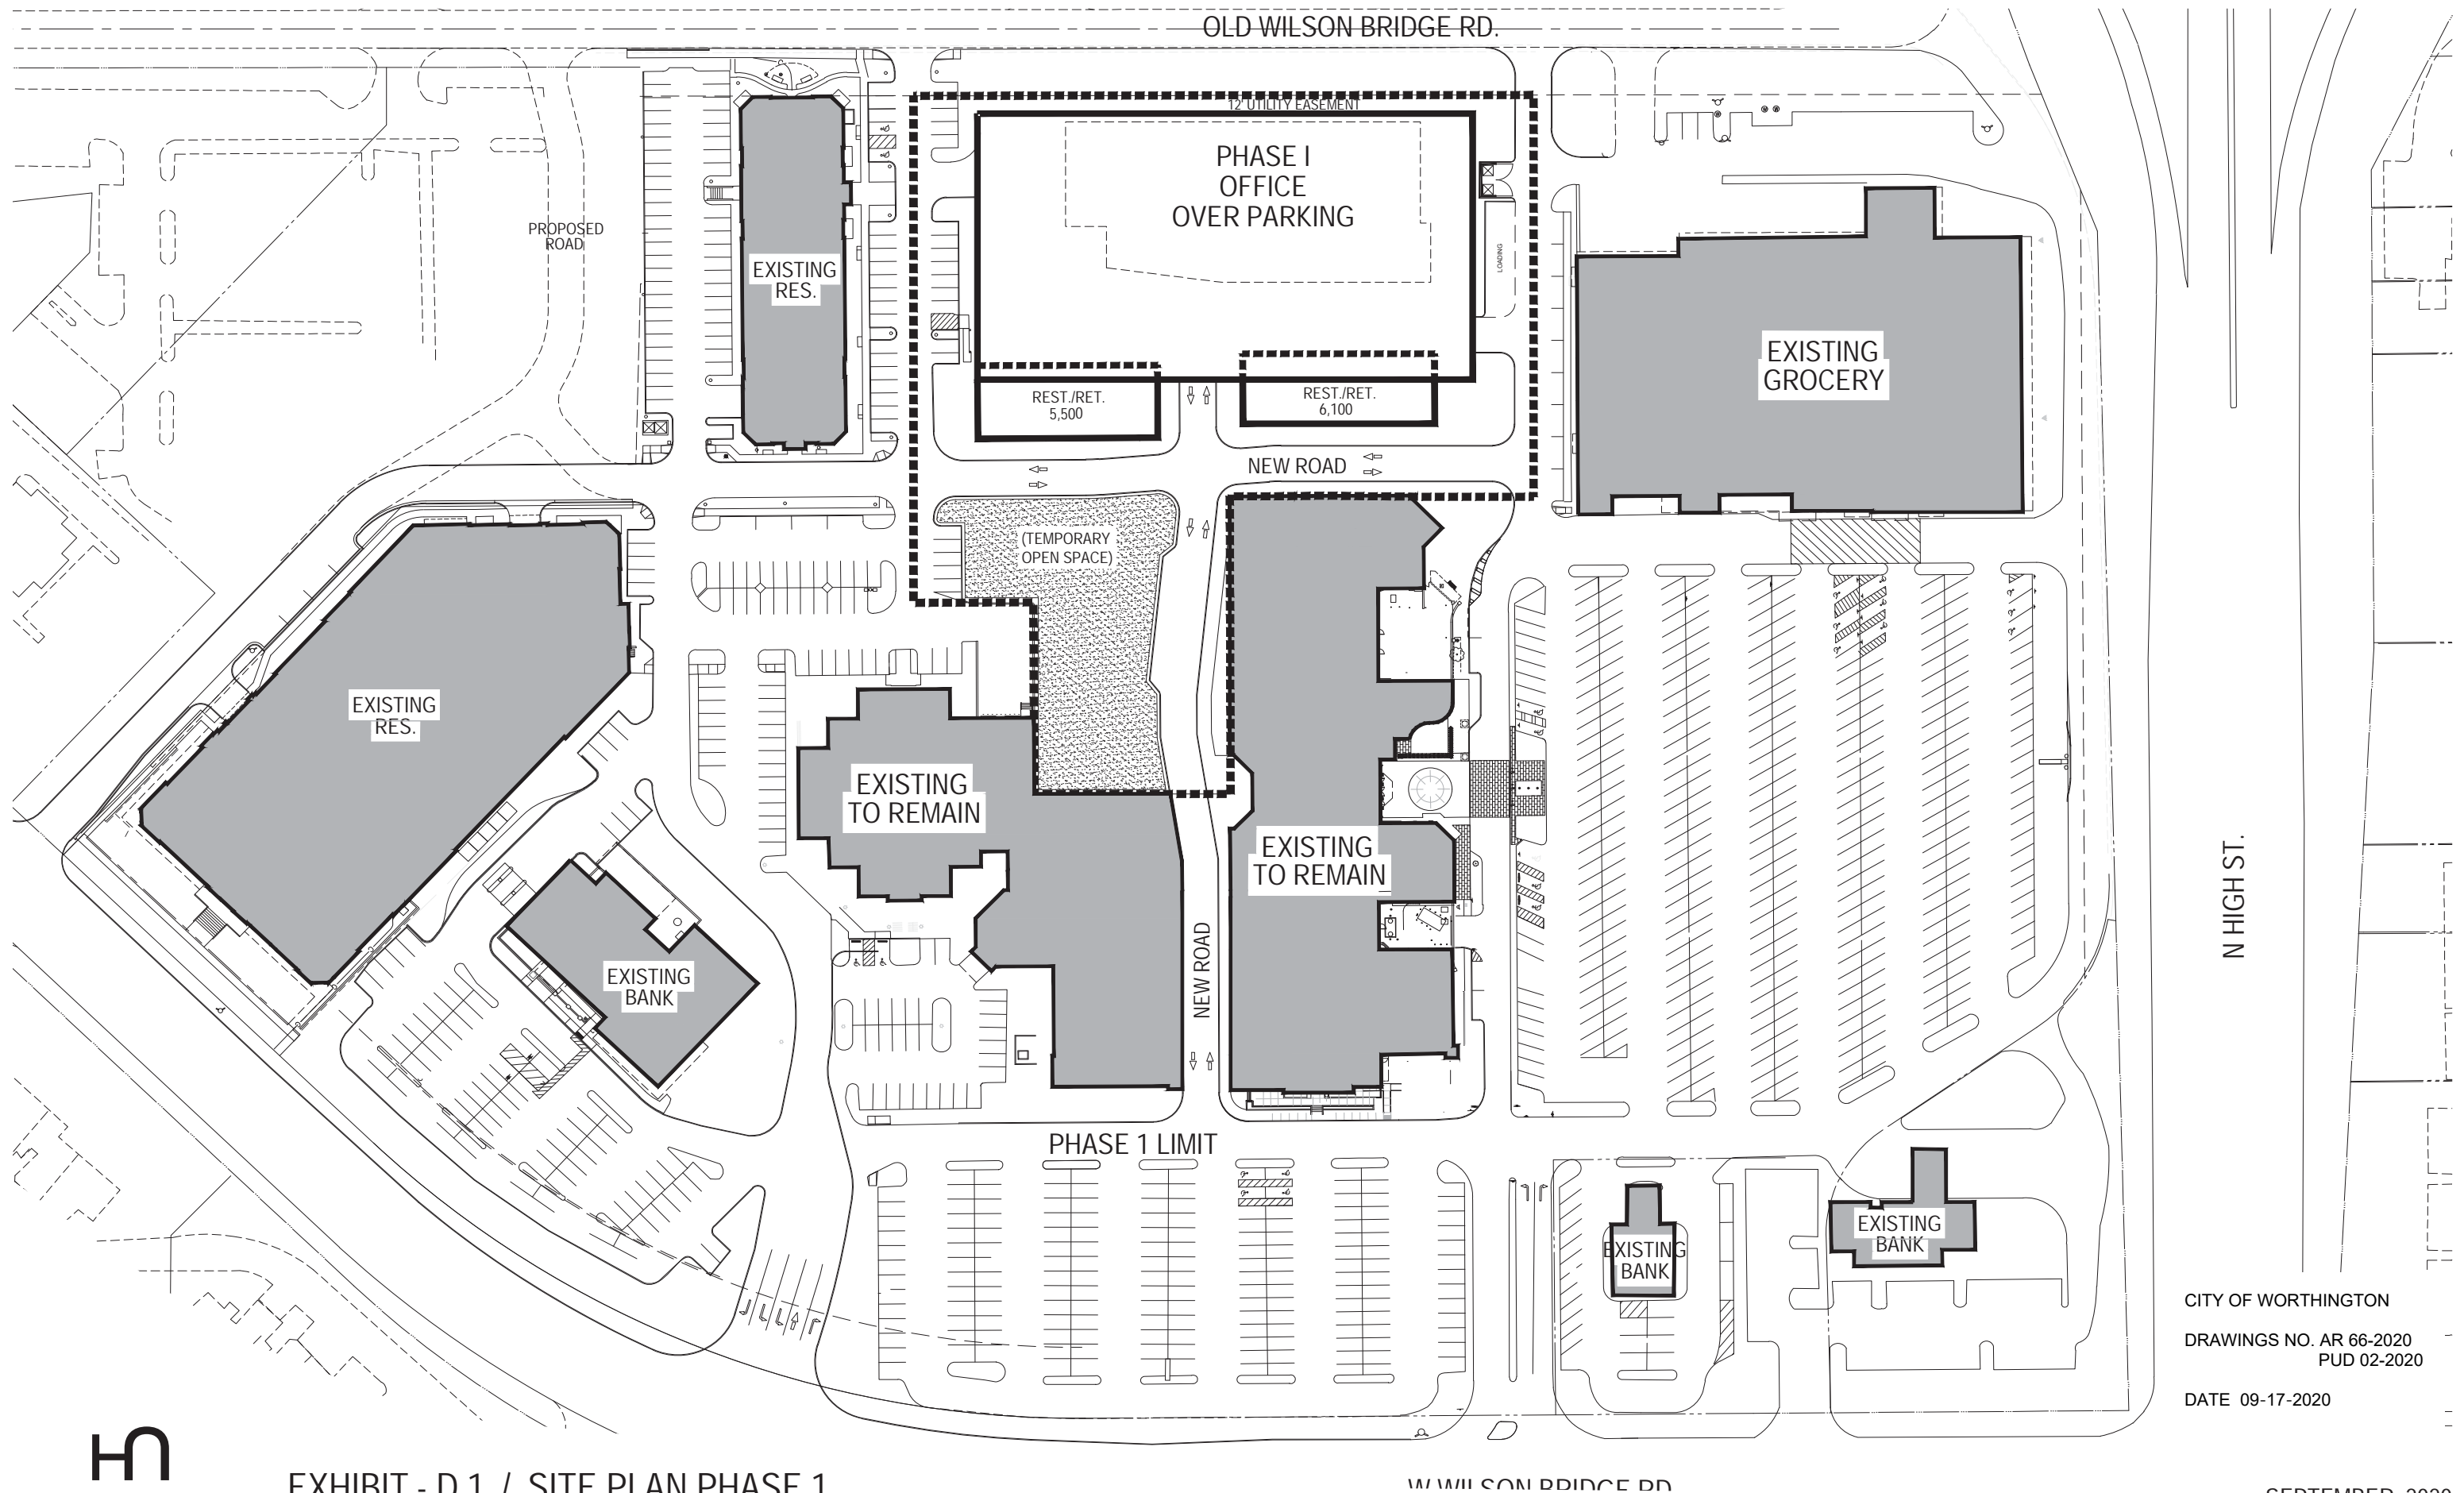 OLD WILSON BRIDGE RD.
12' UTILITY EASEMENT
PHASE I
OFFICE
OVER PARKING
PROPOSED
ROAD
EXISTING
RES.
LOADING
EXISTING
GROCERY
REST./RET.
5,500
REST./RET.
6,100
NEW ROAD
(TEMPORARY
OPEN SPACE)
EXISTING
RES.
EXISTING
TO REMAIN
EXISTING
TO REMAIN
N HIGH ST.
EXISTING
BANK
NEW ROAD
PHASE 1 LIMIT
EXISTING
BANK
EXISTING
BANK
CITY OF WORTHINGTON
DRAWINGS NO. AR 66-2020
PUD 02-2020
DATE 09-17-2020
EXHIBIT - D.1 / SITE PLAN PHASE 1
W WILSON BRIDGE RD
SEPTEMBER 2020